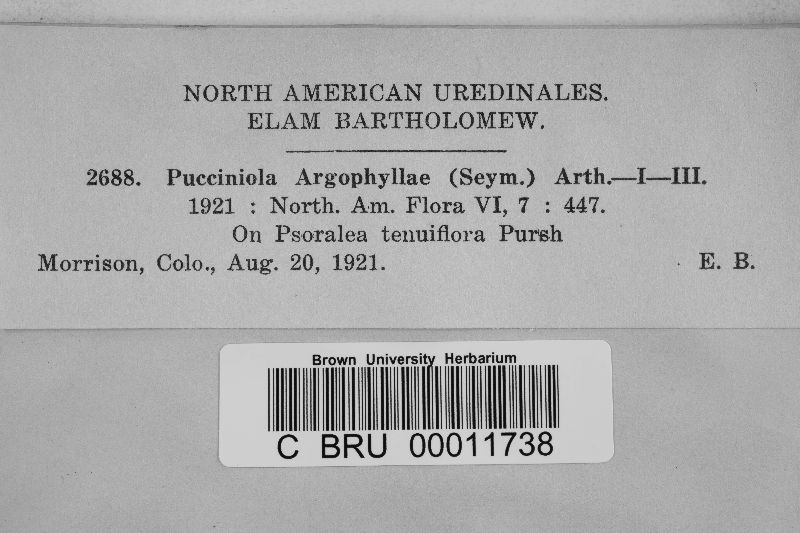 NORTH AMERICAN UREDINALES.
ELAM BARTHOLOMEW.
2688. Pucciniola Argophyllae (Seym.) Arth.—I—III.
1921 : North. Am. Flora VI, 7 : 447.
On Psoralea tenuiflora Pursh
Morrison, Colo., Aug. 20, 1921. E. B.
Brown University Herbarium
C BRU 00011738